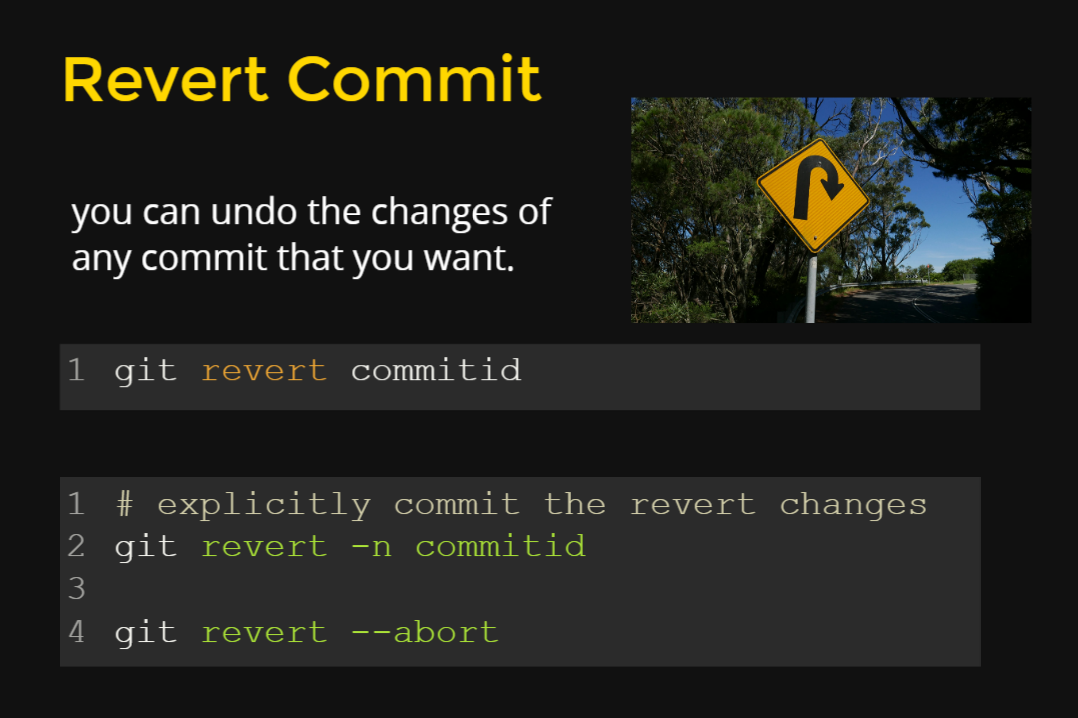 Revert Commit
you can undo the changes of
any commit that you want.
1 git revert commitid
1 # explicitly commit the revert changes
2 git revert -n commitid
3
4 git revert --abort